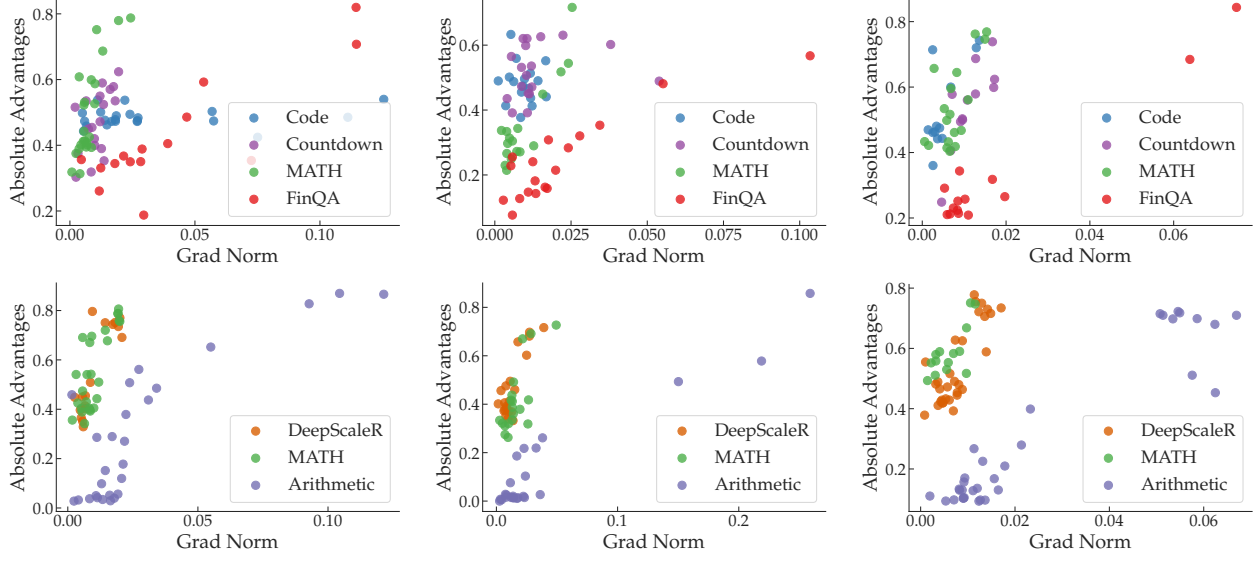 Absolute Advantages
0.8
0.6
0.4
0.2
0.00
0.05
0.10
Grad Norm
Code
Countdown
MATH
FinQA
Absolute Advantages
0.6
0.4
0.2
0.000
0.025
0.050
0.075
0.100
Grad Norm
Code
Countdown
MATH
FinQA
Absolute Advantages
0.8
0.6
0.4
0.2
0.00
0.02
0.04
0.06
Grad Norm
Code
Countdown
MATH
FinQA
Absolute Advantages
0.8
0.6
0.4
0.2
0.0
0.00
0.05
0.10
Grad Norm
DeepScaleR
MATH
Arithmetic
Absolute Advantages
0.8
0.6
0.4
0.2
0.0
0.0
0.1
0.2
Grad Norm
DeepScaleR
MATH
Arithmetic
Absolute Advantages
0.8
0.6
0.4
0.2
0.00
0.02
0.04
0.06
Grad Norm
DeepScaleR
MATH
Arithmetic